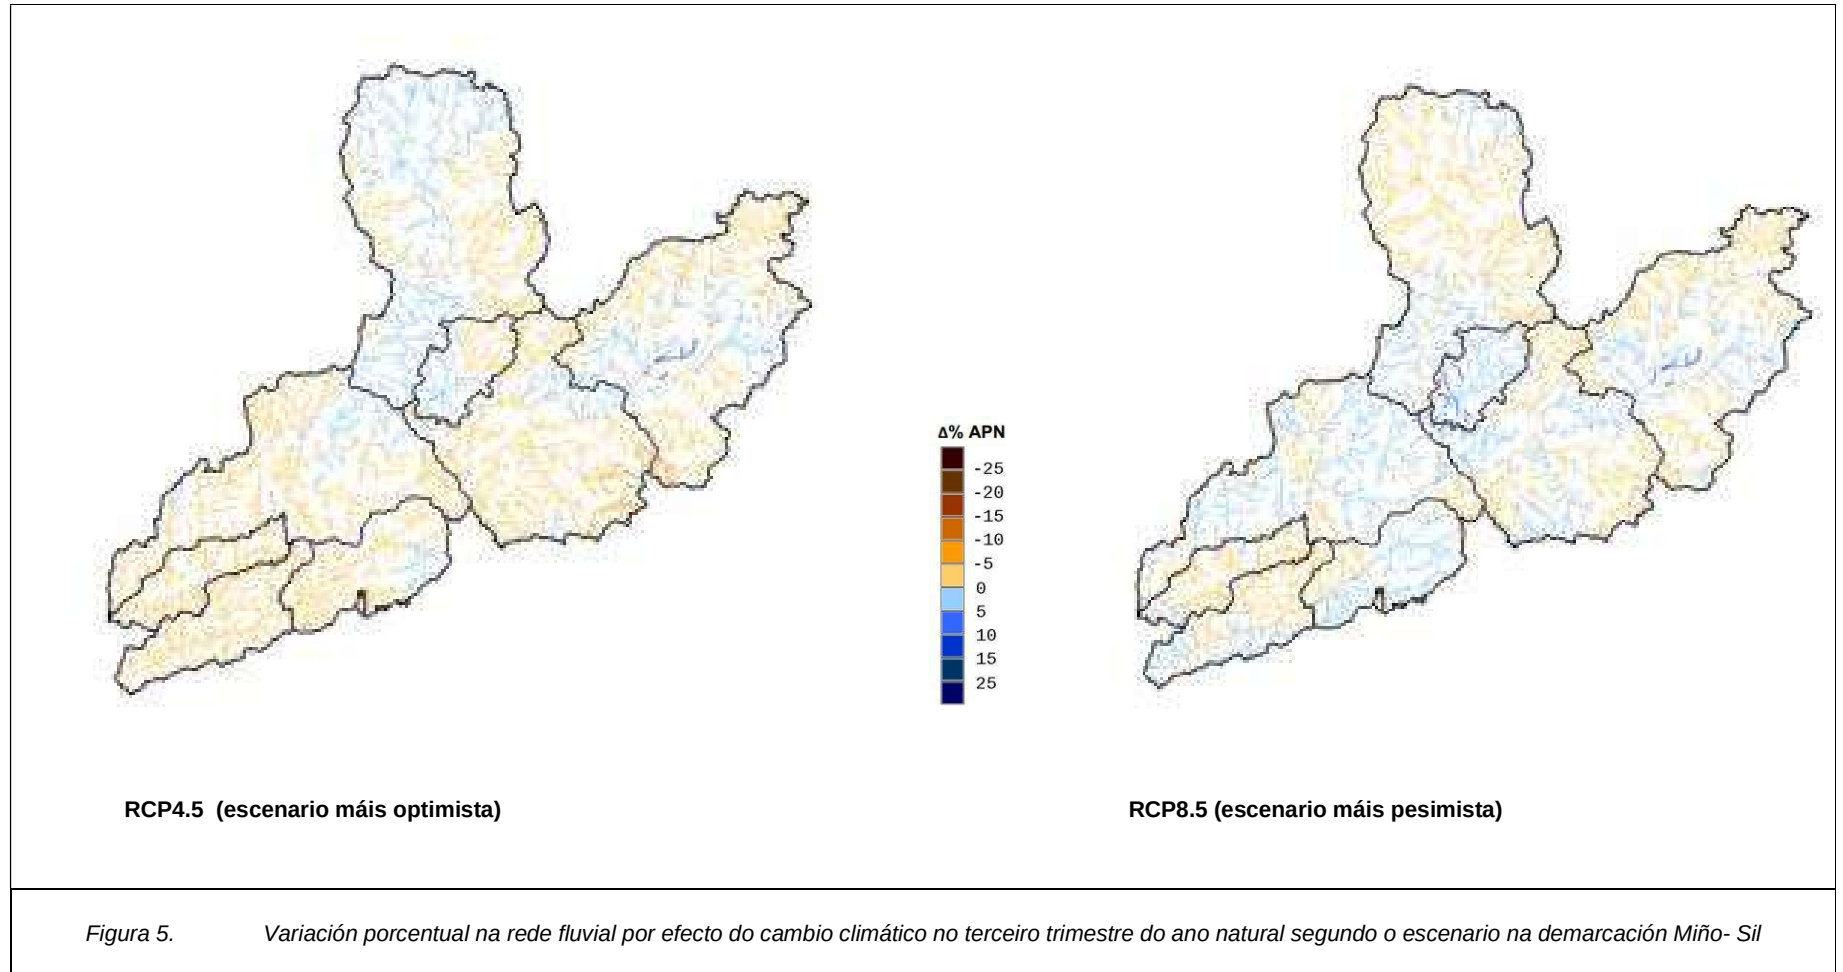 Δ% APN
-25
-20
-15
-10
-5
0
5
10
15
25
RCP4.5 (escenario máis optimista)
RCP8.5 (escenario máis pesimista)
Figura 5. Variación porcentual na rede fluvial por efecto do cambio climático no terceiro trimestre do ano natural segundo o escenario na demarcación Miño- Sil